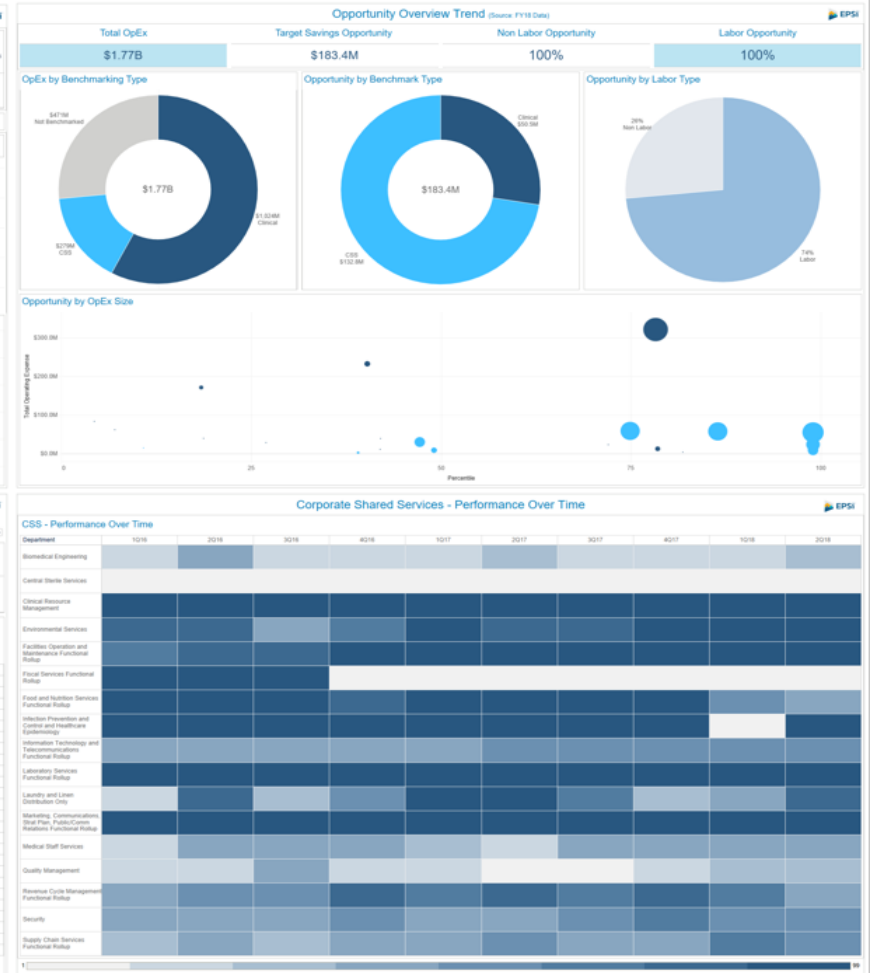 Opportunity Overview Trend (Source: FY18 Data)
EPSi
Total OpEx
Target Savings Opportunity
Non Labor Opportunity
Labor Opportunity
$1.77B
$183.4M
100%
100%
OpEx by Benchmarking Type
Opportunity by Benchmark Type
Opportunity by Labor Type
$471M
Not Benchmarked
$1.77B
$1,024M
Clinical
$279M
CSS
Clinical
$50.5M
$183.4M
CSS
$132.8M
26%
Non Labor
74%
Labor
Opportunity by OpEx Size
Total Operating Expense
$300.0M
$200.0M
$100.0M
$0.0M
0
25
50
75
100
Percentile
Corporate Shared Services - Performance Over Time
EPSi
CSS - Performance Over Time
Department
1Q16
2Q16
3Q16
4Q16
1Q17
2Q17
3Q17
4Q17
1Q18
2Q18
Biomedical Engineering
Central Sterile Services
Clinical Resource
Management
Environmental Services
Facilities Operation and
Maintenance Functional
Rollup
Fiscal Services Functional
Rollup
Food and Nutrition Services
Functional Rollup
Infection Prevention and
Control and Healthcare
Epidemiology
Information Technology and
Telecommunications
Functional Rollup
Laboratory Services
Functional Rollup
Laundry and Linen
Distribution Only
Marketing, Communications,
Strat Plan, Public/Comm
Relations Functional Rollup
Medical Staff Services
Quality Management
Revenue Cycle Management
Functional Rollup
Security
Supply Chain Services
Functional Rollup
1
99